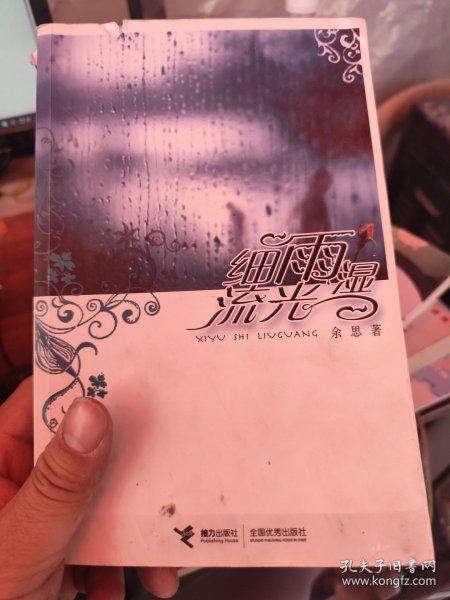 细雨湿
流光
XIYU SHI LIUGUANG 余思著
接力出版社
Publishing House
全国优秀出版社
孔夫子旧书网
www.kongfz.com